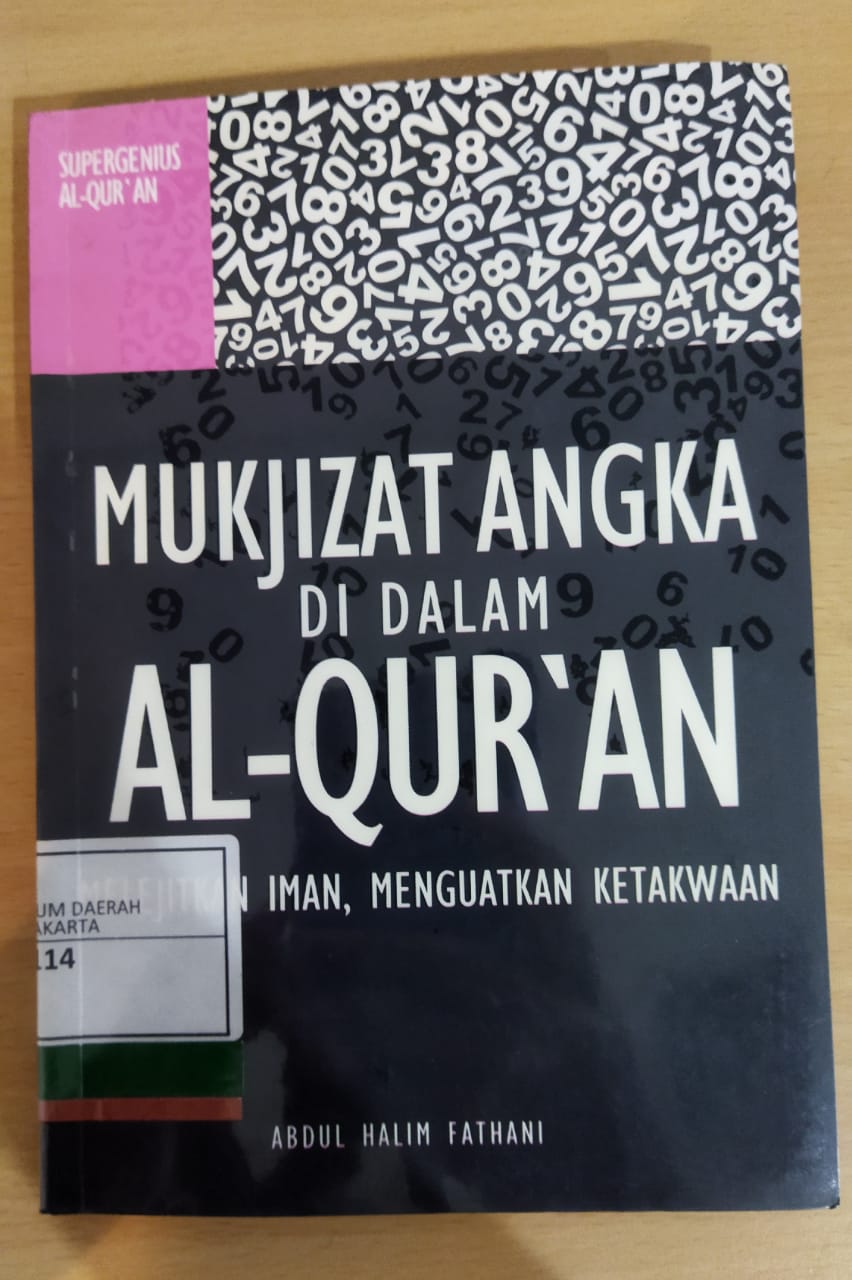 SUPERGENIUS
AL-QUR`AN
MUKJIZAT ANGKA
DI DALAM
AL-QUR`AN
MELEJITKAN IMAN, MENGUATKAN KETAKWAAN
UM DAERAH
AKARTA
114
ABDUL HALIM FATHANI